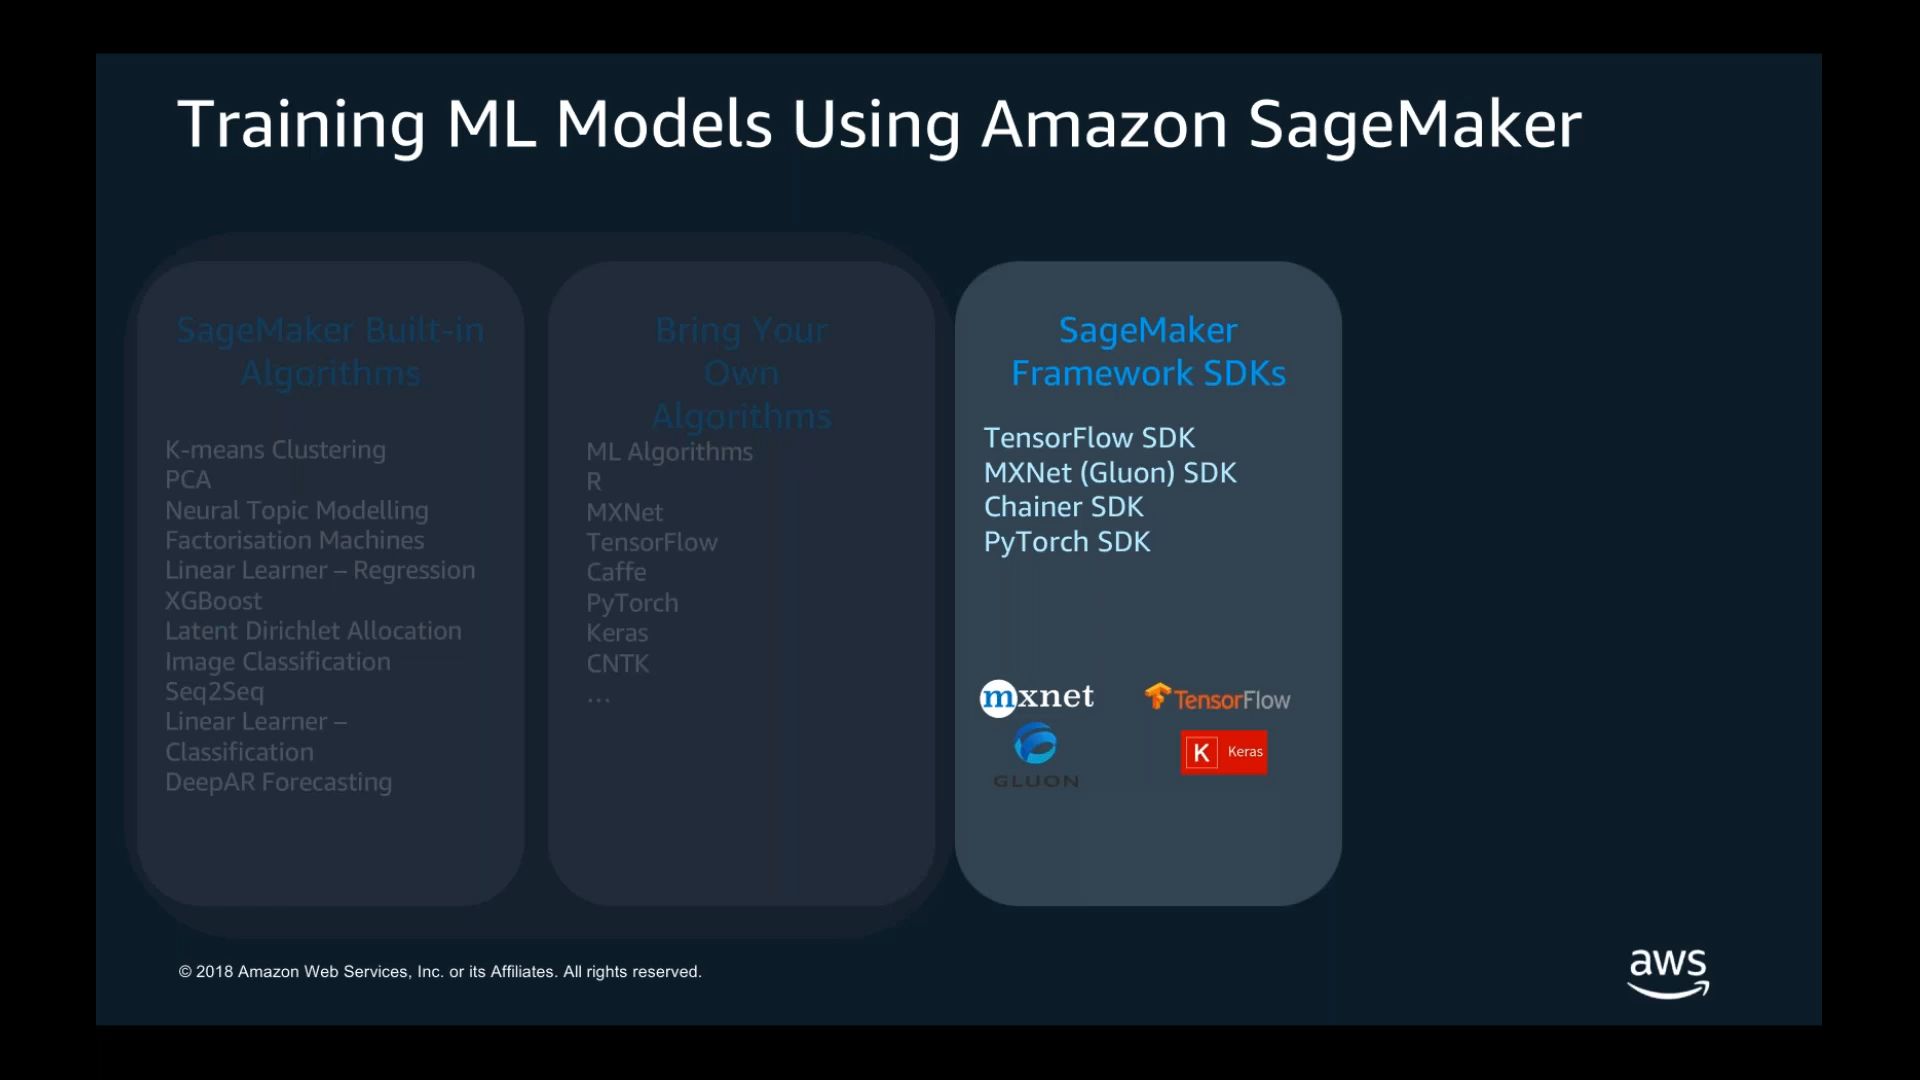 Training ML Models Using Amazon SageMaker
SageMaker Built-in
Algorithms
K-means Clustering
PCA
Neural Topic Modelling
Factorisation Machines
Linear Learner – Regression
XGBoost
Latent Dirichlet Allocation
Image Classification
Seq2Seq
Linear Learner –
Classification
DeepAR Forecasting
Bring Your
Own
Algorithms
ML Algorithms
R
MXNet
TensorFlow
Caffe
PyTorch
Keras
CNTK
...
SageMaker
Framework SDKs
TensorFlow SDK
MXNet (Gluon) SDK
Chainer SDK
PyTorch SDK
mxnet
TensorFlow
GLUON
K Keras
© 2018 Amazon Web Services, Inc. or its Affiliates. All rights reserved.
aws